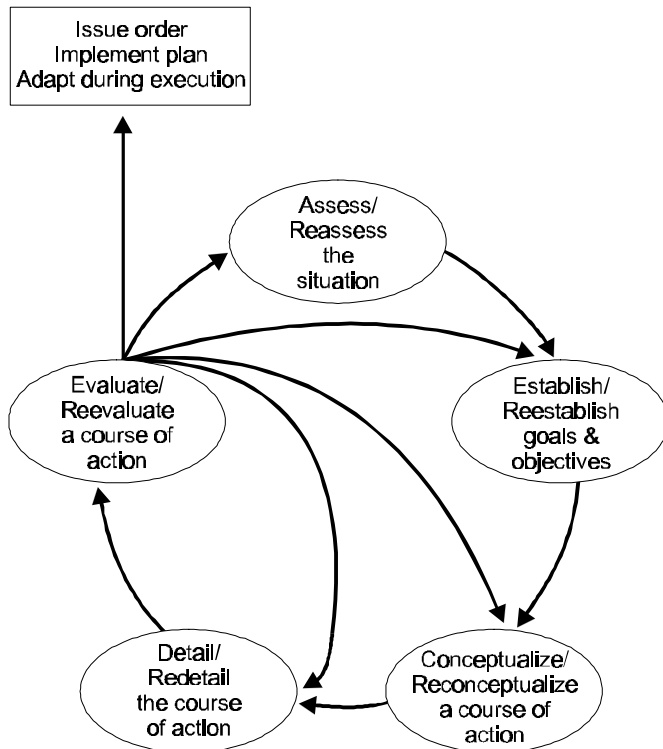 Issue order
Implement plan
Adapt during execution
Assess/
Reassess
the
situation
Evaluate/
Reevaluate
a course of
action
Establish/
Reestablish
goals &
objectives
Detail/
Redetail
the course
of action
Conceptualize/
Reconceptualize
a course of
action